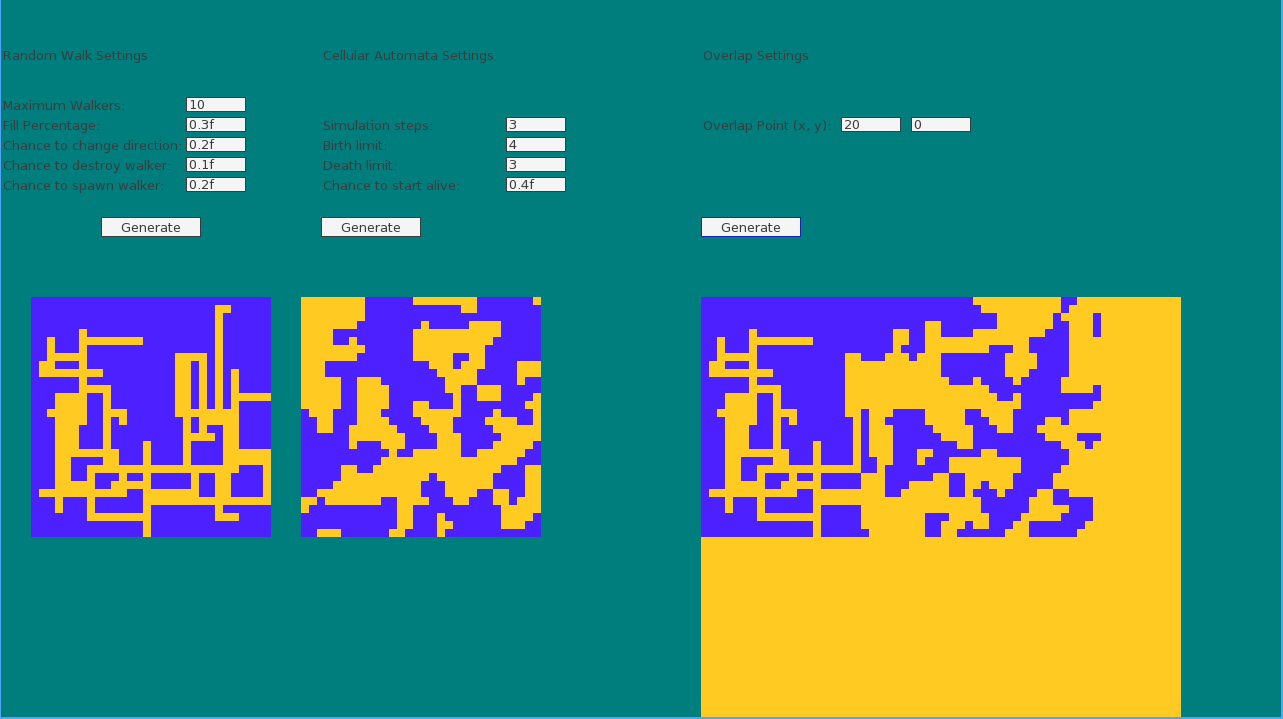 Random Walk Settings Cellular Automata Settings Overlap Settings
Maximum Walkers: 10
Fill Percentage: 0.3f Simulation steps: 3 Overlap Point (x, y): 20 0
Chance to change direction: 0.2f Birth limit: 4
Chance to destroy walker: 0.1f Death limit: 3
Chance to spawn walker: 0.2f Chance to start alive: 0.4f
Generate Generate Generate